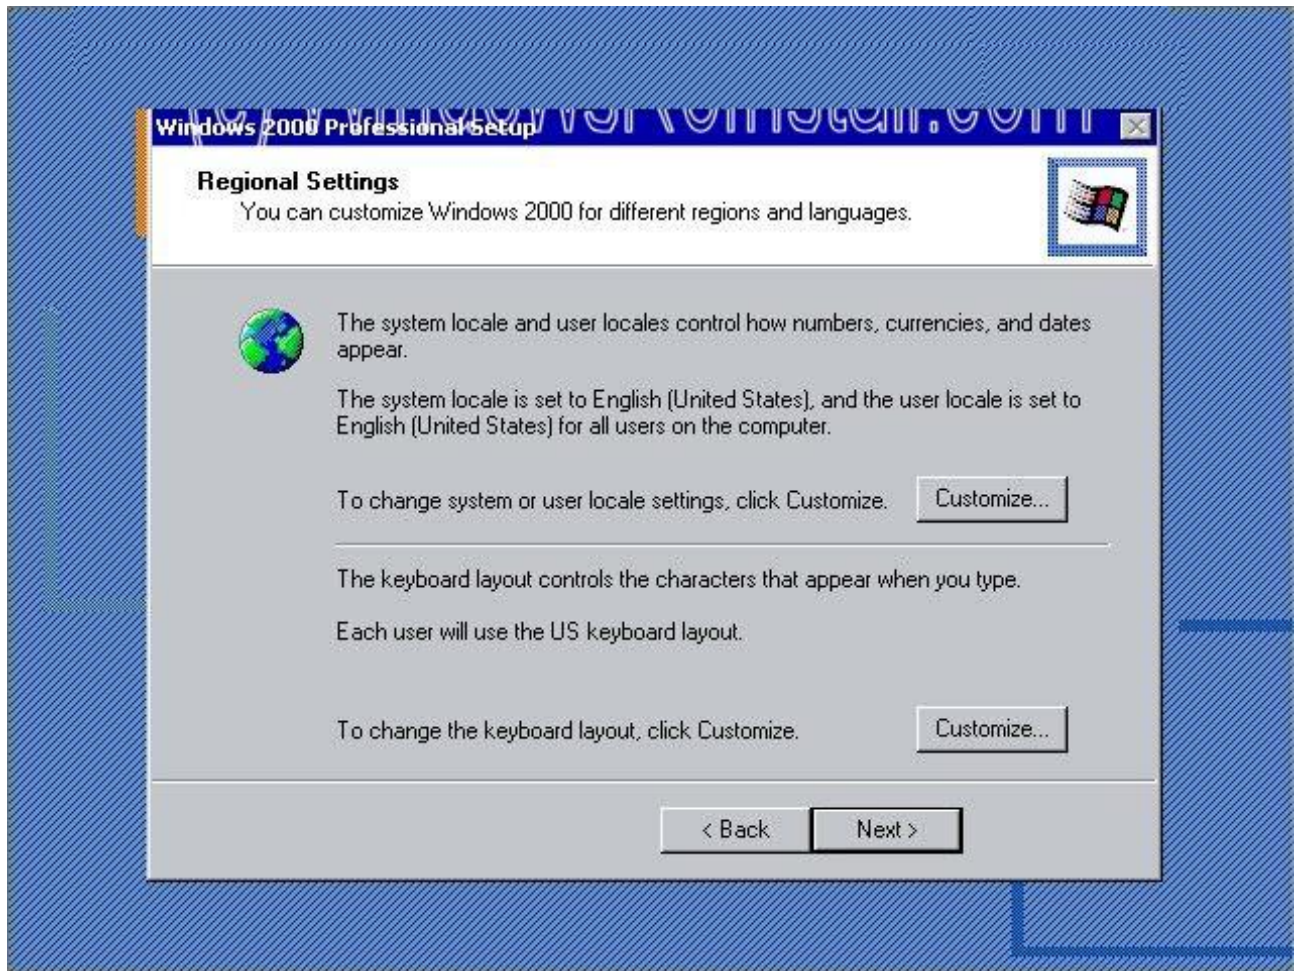 Windows 2000 Professional Setup
Regional Settings
You can customize Windows 2000 for different regions and languages.
The system locale and user locales control how numbers, currencies, and dates
appear.
The system locale is set to English (United States), and the user locale is set to
English (United States) for all users on the computer.
To change system or user locale settings, click Customize.
Customize...
The keyboard layout controls the characters that appear when you type.
Each user will use the US keyboard layout.
To change the keyboard layout, click Customize.
Customize...
< Back
Next >